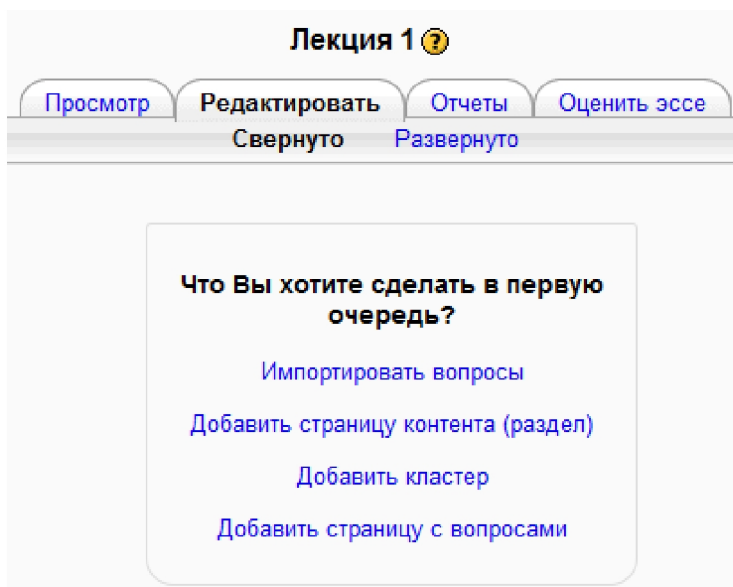 Лекция 1 ?
Просмотр Редактировать Отчеты Оценить эссе
Свернуто Развернуто
Что Вы хотите сделать в первую
очередь?
Импортировать вопросы
Добавить страницу контента (раздел)
Добавить кластер
Добавить страницу с вопросами